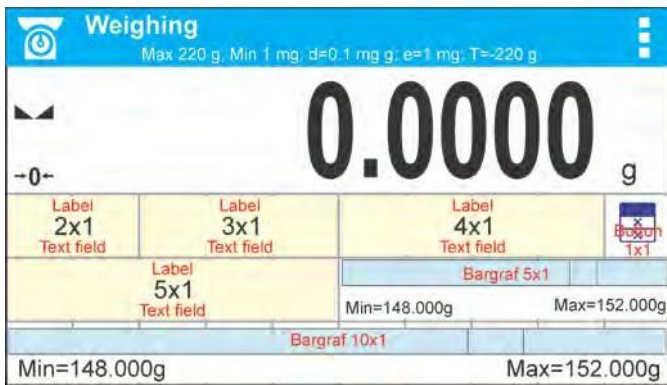 Weighing
Max 220 g, Min 1 mg; d=0.1 mg g; e=1 mg; T=-220 g
0.0000 g
→0←
Label Label Label
2x1 3x1 4x1 Button
Text field Text field Text field 1x1
Label Bargraf 5x1
5x1
Text field Min=148.000g Max=152.000g
Bargraf 10x1
Min=148.000g Max=152.000g